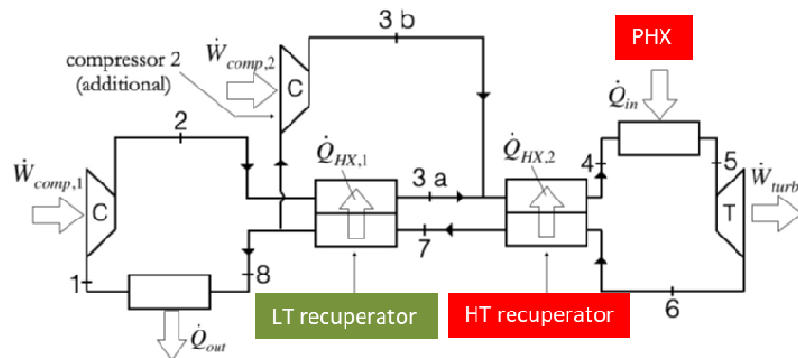 3 b
PHX
compressor 2
(additional)
Ẇcomp,2
C
Q̇in
2
Q̇HX,1
Q̇HX,2
4
5
Ẇcomp,1
C
3 a
Ẇturb
T
7
1
8
6
LT recuperator
HT recuperator
Q̇out